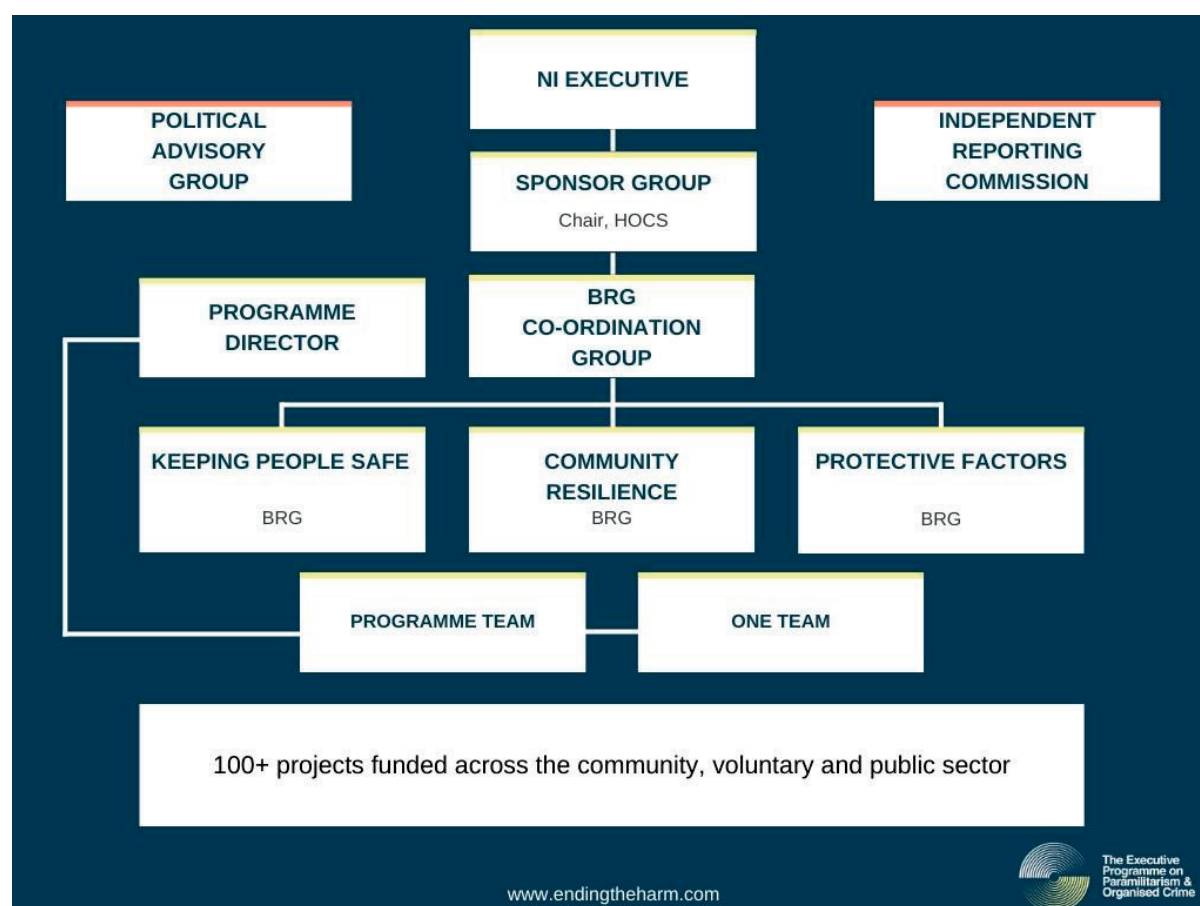 NI EXECUTIVE
POLITICAL
ADVISORY
GROUP
INDEPENDENT
REPORTING
COMMISSION
SPONSOR GROUP
Chair, HOCS
PROGRAMME
DIRECTOR
BRG
CO-ORDINATION
GROUP
KEEPING PEOPLE SAFE
BRG
COMMUNITY
RESILIENCE
BRG
PROTECTIVE FACTORS
BRG
PROGRAMME TEAM
ONE TEAM
100+ projects funded across the community, voluntary and public sector
www.endingtheharm.com
The Executive
Programme on
Paramilitarism &
Organised Crime